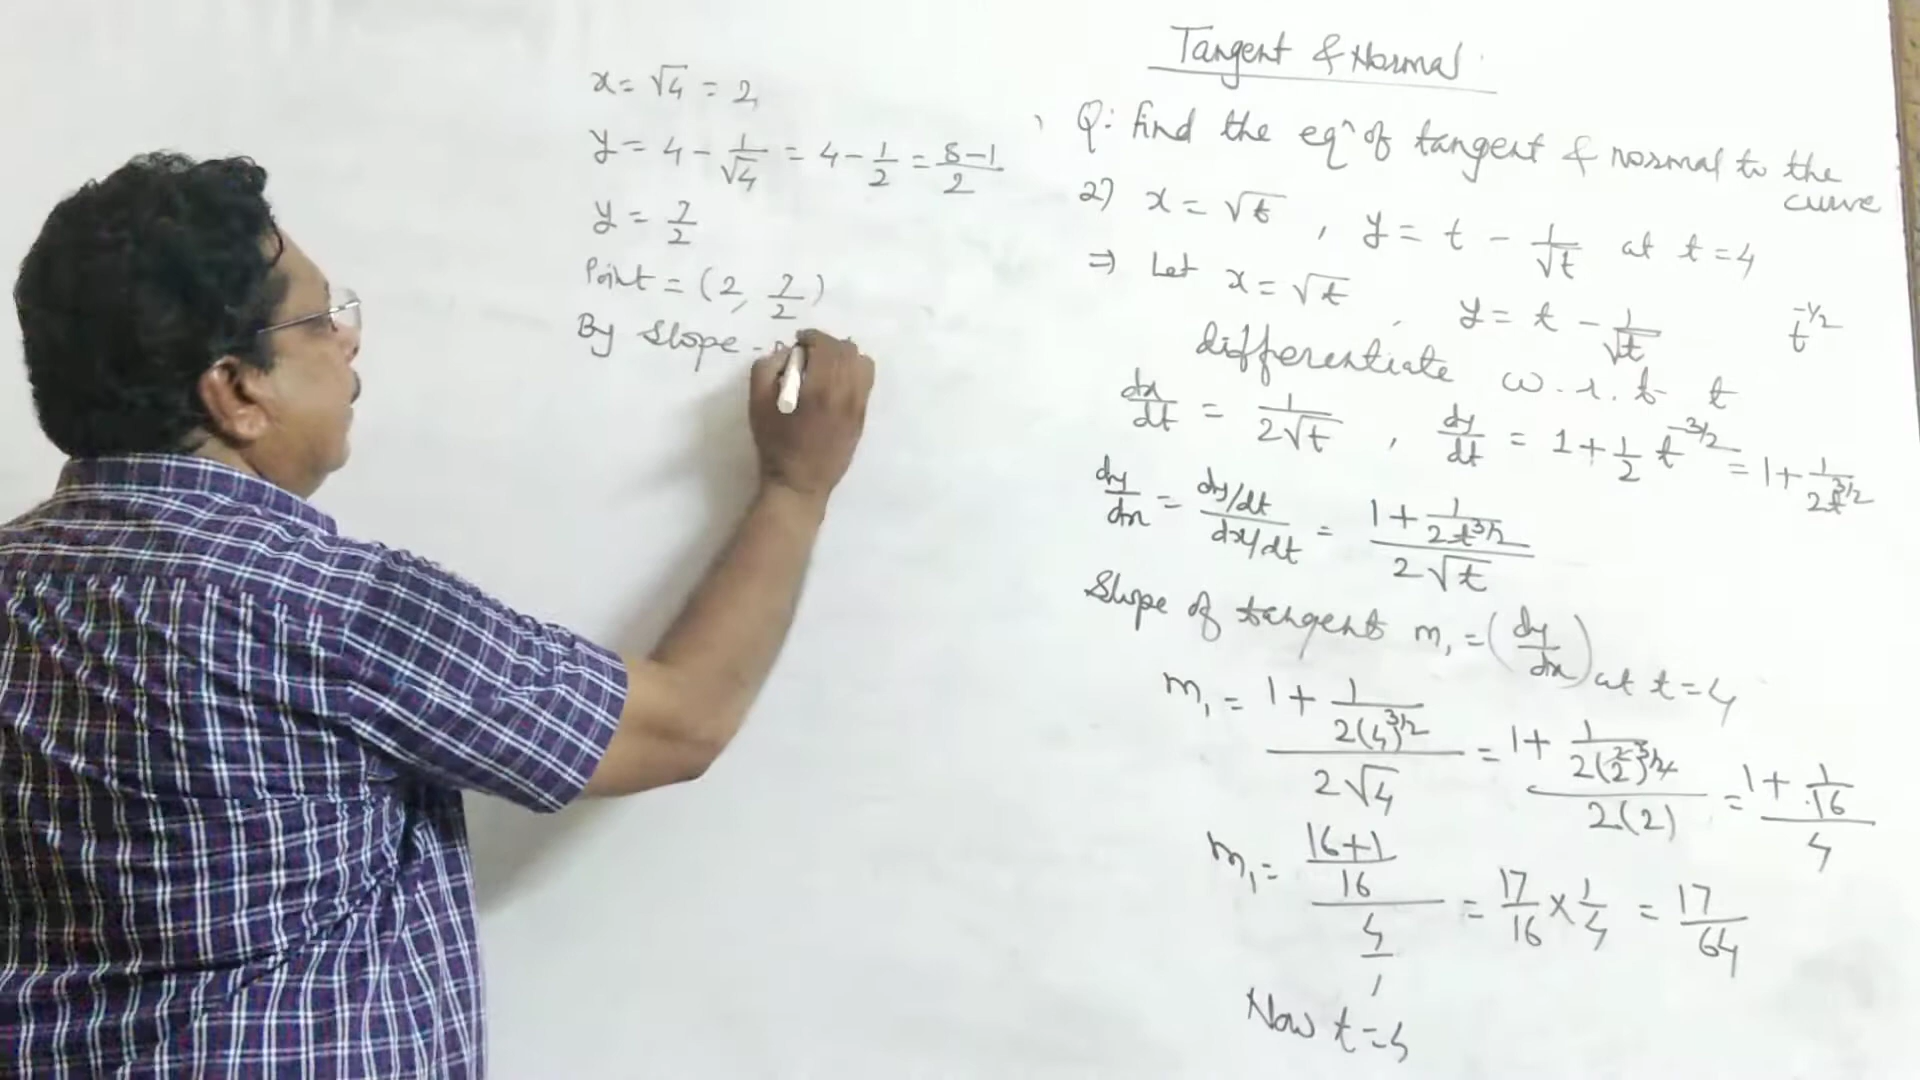 Tangent & Normal
Q: find the eqⁿ of tangent & normal to the curve
2) x = √t , y = t - 1/√t at t=4
⇒ Let x = √t , y = t - 1/√t t^-1/2
differentiate w.r.t t
dx/dt = 1/2√t , dy/dt = 1 + 1/2 t^-3/2 = 1 + 1/2t^3/2
dy/dx = dy/dt / dx/dt = (1 + 1/2t^3/2) / 2√t
Slope of tangent m₁ = (dy/dx) at t=4
m₁ = (1 + 1/2(4)^3/2) / 2√4 = (1 + 1/2(2²)^3/2) / 2(2) = (1 + 1/16) / 4
m₁ = ((16+1)/16) / (4/1) = 17/16 × 1/4 = 17/64
Now t=4
x = √4 = 2
y = 4 - 1/√4 = 4 - 1/2 = (8-1)/2
y = 7/2
Point = (2, 7/2)
By Slope -